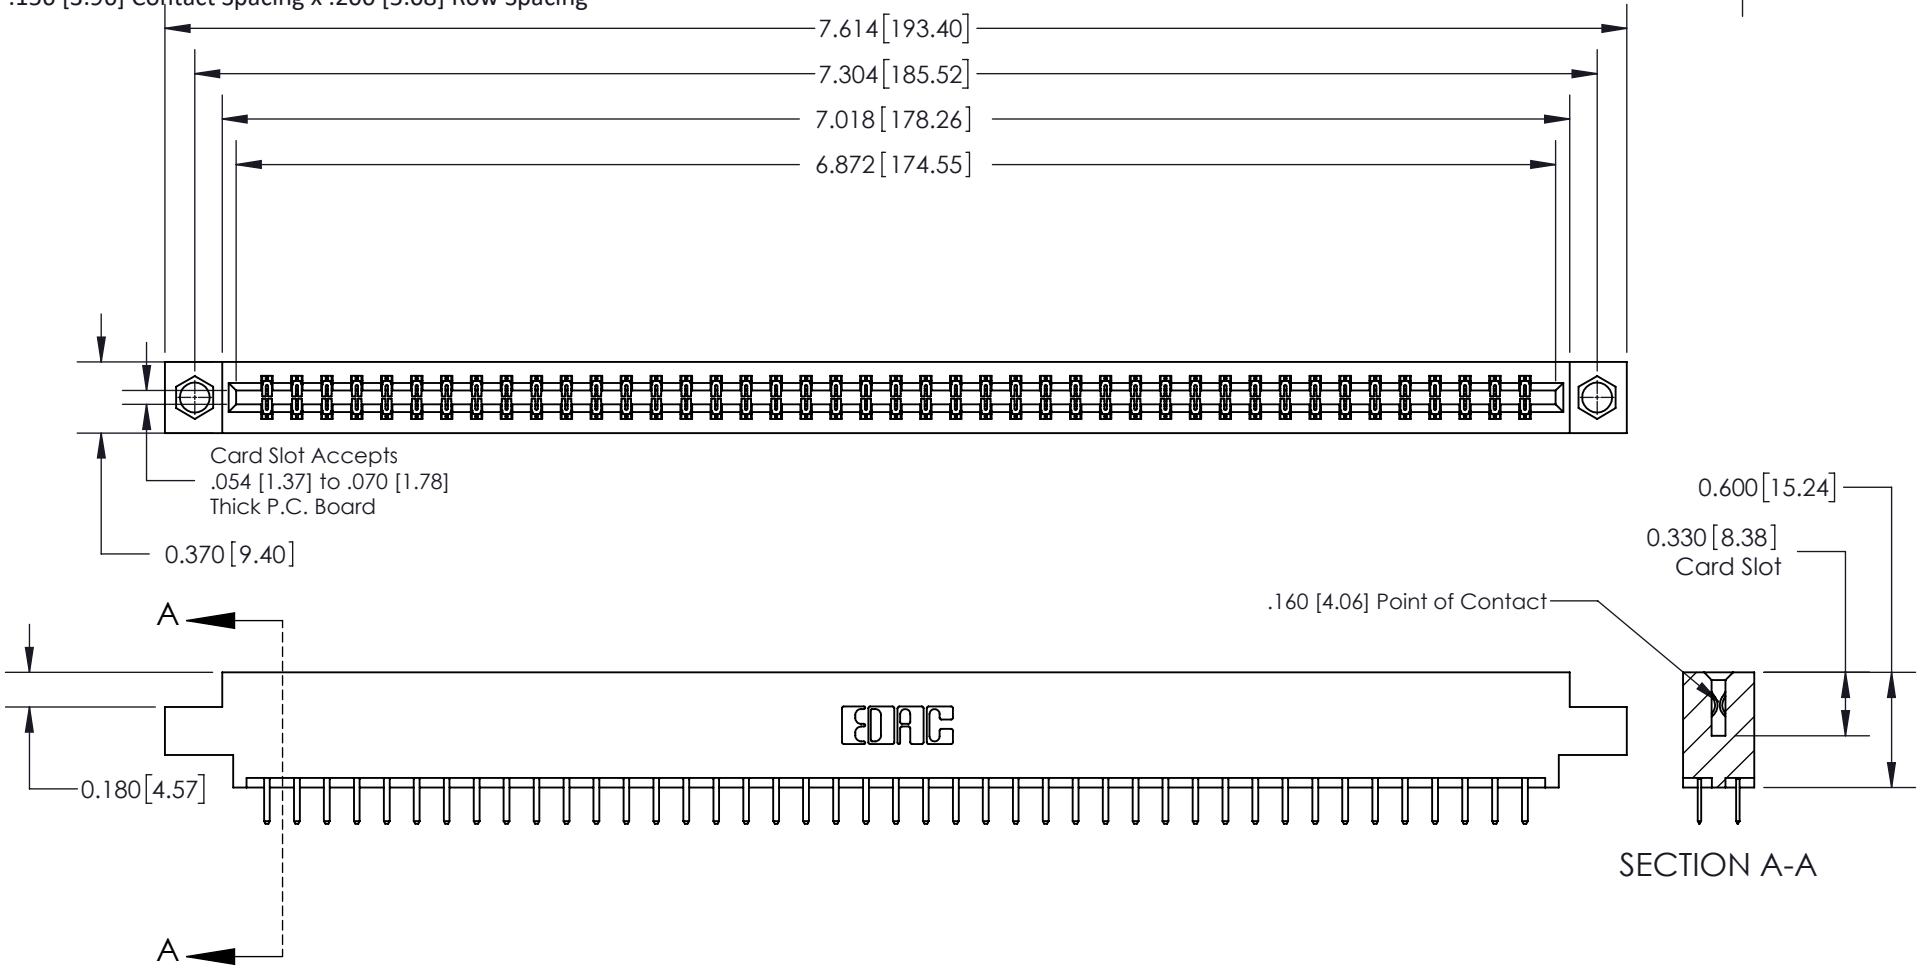 .156 [3.96] Contact Spacing x .200 [5.08] Row Spacing
7.614[193.40]
7.304[185.52]
7.018[178.26]
6.872[174.55]
Card Slot Accepts
.054 [1.37] to .070 [1.78]
Thick P.C. Board
0.370[9.40]
0.600[15.24]
0.330[8.38]
Card Slot
.160 [4.06] Point of Contact
A
EDAC
0.180[4.57]
SECTION A-A
A